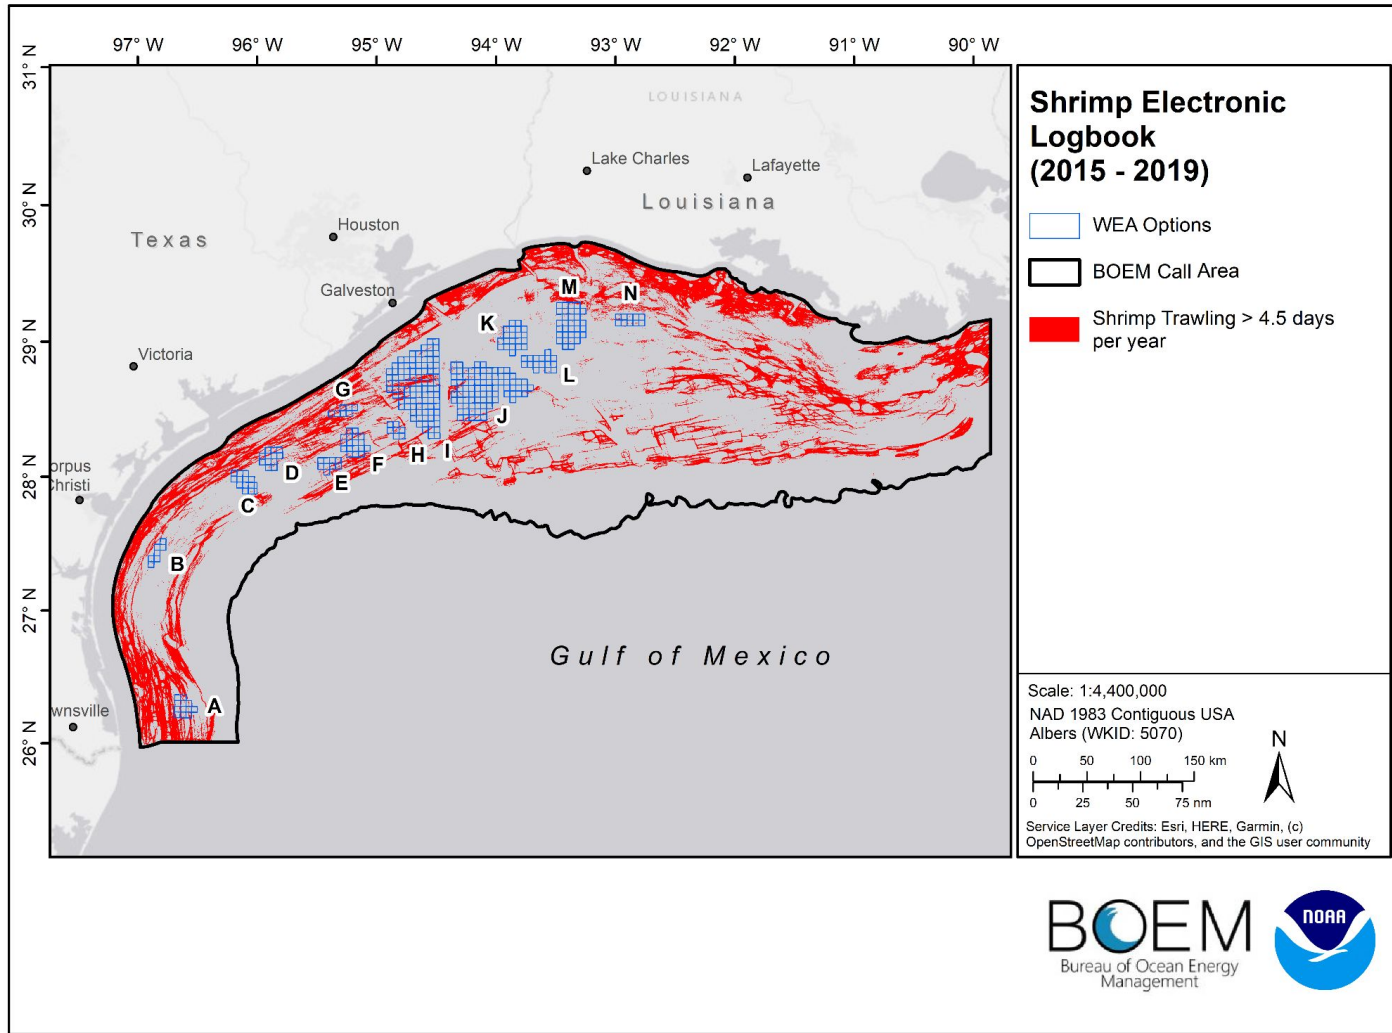 97° W 96° W 95° W 94° W 93° W 92° W 91° W 90° W
31° N
30° N
29° N
28° N
27° N
26° N
LOUISIANA
Lake Charles
Lafayette
Louisiana
Houston
Texas
Galveston
Victoria
orpus
Christi
wnsville
M
N
K
L
G
J
I
H
F
E
D
C
B
A
Gulf of Mexico
Shrimp Electronic
Logbook
(2015 - 2019)
WEA Options
BOEM Call Area
Shrimp Trawling > 4.5 days
per year
Scale: 1:4,400,000
NAD 1983 Contiguous USA
Albers (WKID: 5070)
N
0 50 100 150 km
0 25 50 75 nm
Service Layer Credits: Esri, HERE, Garmin, (c)
OpenStreetMap contributors, and the GIS user community
BOEM
Bureau of Ocean Energy
Management
NOAA